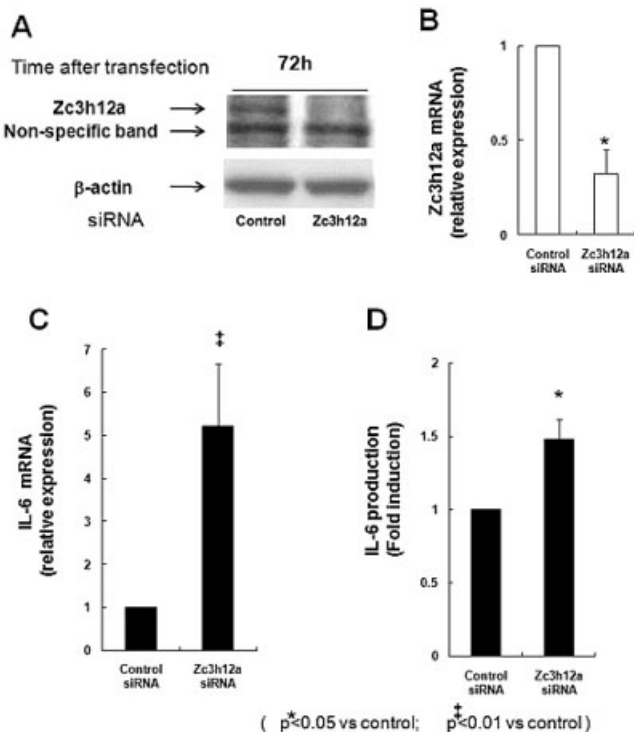 A
Time after transfection
72h
Zc3h12a
Non-specific band
β-actin
siRNA
Control Zc3h12a
B
Zc3h12a mRNA
(relative expression)
1
0.5
0
*
Control
siRNA
Zc3h12a
siRNA
C
IL-6 mRNA
(relative expression)
7
6
5
4
3
2
1
0
‡
Control
siRNA
Zc3h12a
siRNA
D
IL-6 production
(Fold induction)
2
1.5
1
0.5
0
*
Control
siRNA
Zc3h12a
siRNA
( *p<0.05 vs control; ‡p<0.01 vs control )